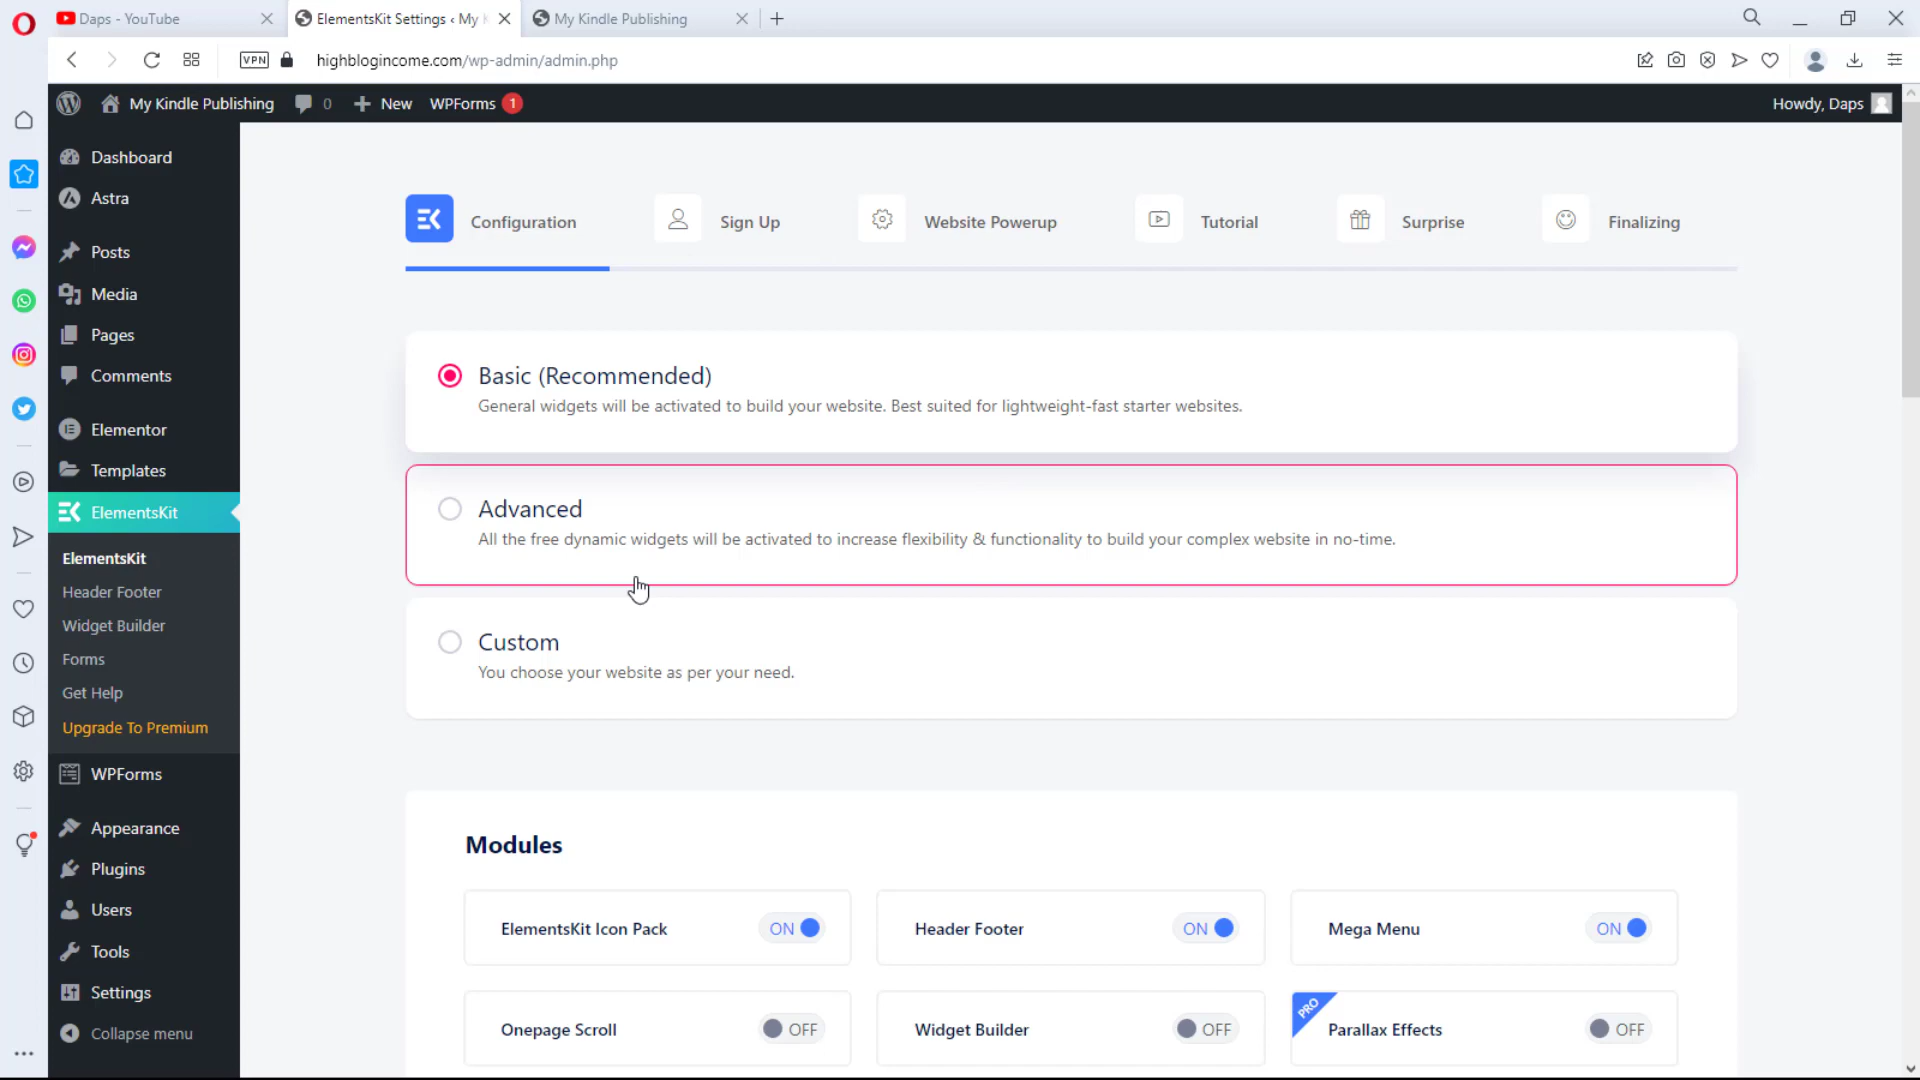 Daps - YouTube
ElementsKit Settings ‹ My K
My Kindle Publishing
VPN
highblogincome.com/wp-admin/admin.php
My Kindle Publishing
0
New
WPForms 1
Howdy, Daps
Dashboard
Astra
Posts
Media
Pages
Comments
Elementor
Templates
ElementsKit
ElementsKit
Header Footer
Widget Builder
Forms
Get Help
Upgrade To Premium
WPForms
Appearance
Plugins
Users
Tools
Settings
Collapse menu
Configuration
Sign Up
Website Powerup
Tutorial
Surprise
Finalizing
Basic (Recommended)
General widgets will be activated to build your website. Best suited for lightweight-fast starter websites.
Advanced
All the free dynamic widgets will be activated to increase flexibility & functionality to build your complex website in no-time.
Custom
You choose your website as per your need.
Modules
ElementsKit Icon Pack ON
Header Footer ON
Mega Menu ON
Onepage Scroll OFF
Widget Builder OFF
PRO
Parallax Effects OFF